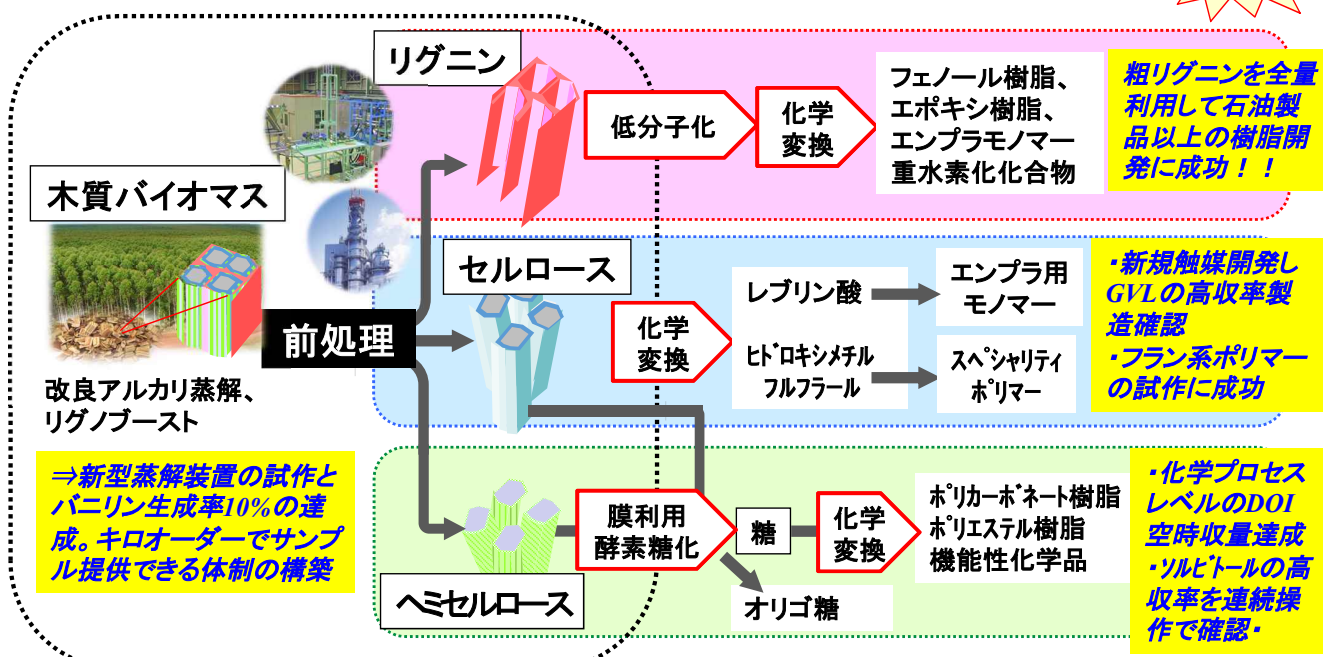 リグニン
低分子化
化学
変換
フェノール樹脂、
エポキシ樹脂、
エンプラモノマー
重水素化化合物
粗リグニンを全量
利用して石油製
品以上の樹脂開
発に成功！！
木質バイオマス
前処理
改良アルカリ蒸解、
リグノブースト
⇒新型蒸解装置の試作と
バニリン生成率10%の達
成。キロオーダーでサンプ
ル提供できる体制の構築
セルロース
化学
変換
レブリン酸
エンプラ用
モノマー
ﾋﾄﾞﾛｷｼﾒﾁﾙ
ﾌﾙﾌﾗｰﾙ
ｽﾍﾟｼｬﾘﾃｨ
ﾎﾟﾘﾏｰ
・新規触媒開発し
GVLの高収率製
造確認
・フラン系ポリマー
の試作に成功
ヘミセルロース
膜利用
酵素糖化
糖
オリゴ糖
化学
変換
ﾎﾟﾘｶｰﾎﾞﾈｰﾄ樹脂
ﾎﾟﾘｴｽﾃﾙ樹脂
機能性化学品
・化学プロセス
レベルのDOI
空時収量達成
・ｿﾙﾋﾞﾄｰﾙの高
収率を連続操
作で確認・